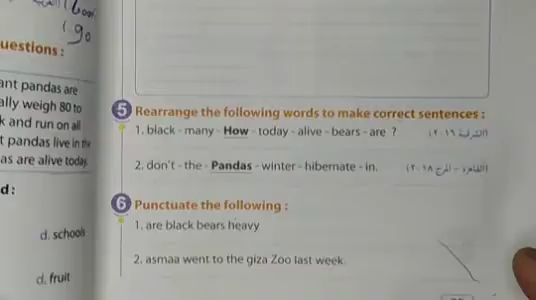 uestions :
ant pandas are
ally weigh 80 to
k and run on all
t pandas live in the
as are alive today.
d :
d. school
d. fruit
5 Rearrange the following words to make correct sentences :
1. black - many - How - today - alive - bears - are ?
2. don't - the - Pandas - winter - hibernate - in.
6 Punctuate the following :
1. are black bears heavy
2. asmaa went to the giza Zoo last week.